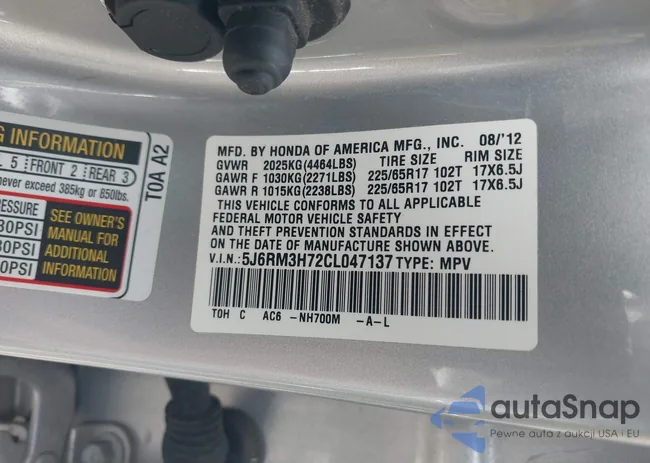 G INFORMATION
L 5 FRONT 2 REAR 3
never exceed 385kg or 850lbs.
PRESSURE
30PSI
30PSI
0PSI
SEE OWNER'S
MANUAL FOR
ADDITIONAL
INFORMATION
T0A A2
MFD. BY HONDA OF AMERICA MFG., INC. 08/'12
GVWR 2025KG(4464LBS) TIRE SIZE RIM SIZE
GAWR F 1030KG(2271LBS) 225/65R17 102T 17X6.5J
GAWR R 1015KG(2238LBS) 225/65R17 102T 17X6.5J
THIS VEHICLE CONFORMS TO ALL APPLICABLE
FEDERAL MOTOR VEHICLE SAFETY
AND THEFT PREVENTION STANDARDS IN EFFECT
ON THE DATE OF MANUFACTURE SHOWN ABOVE.
V.I.N.: 5J6RM3H72CL047137 TYPE: MPV
T0H C AC6 -NH700M -A-L
autoSnap
Pewne auta z aukcji USA i EU